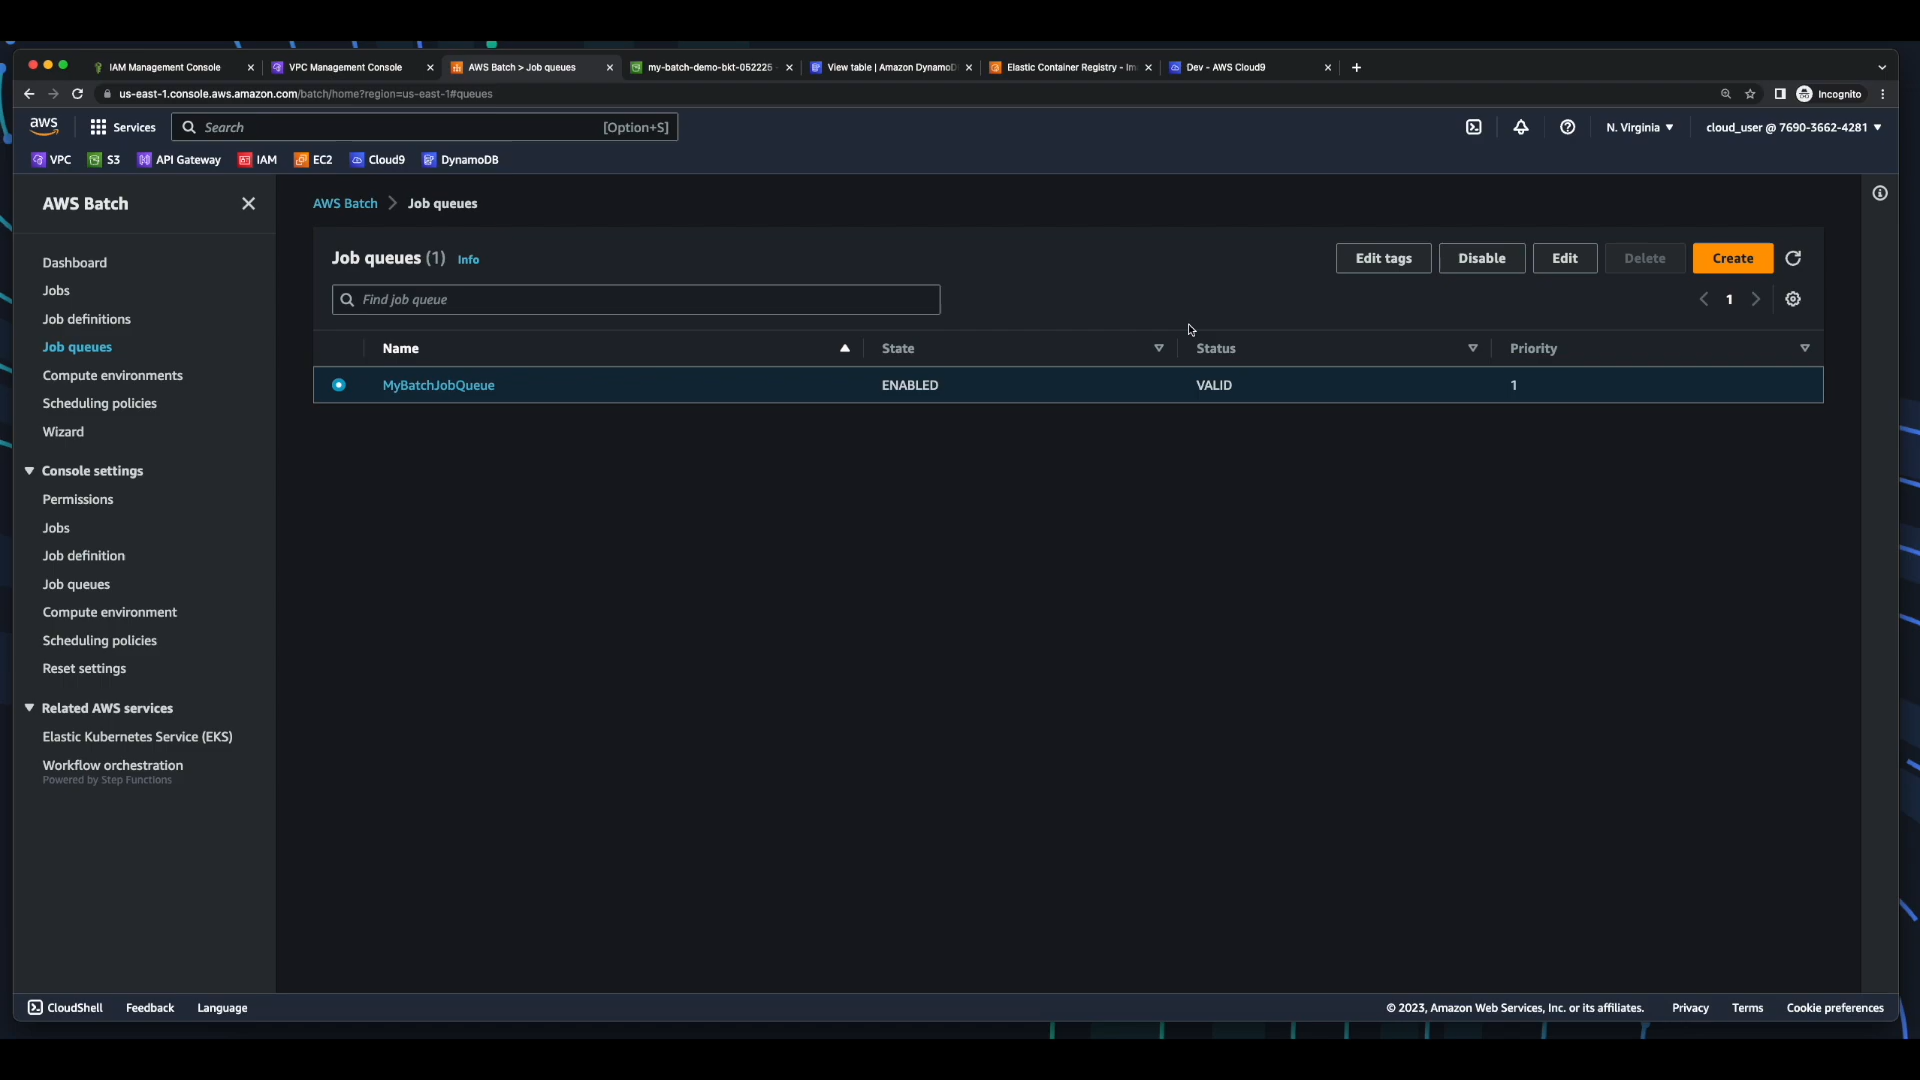 IAM Management Console
VPC Management Console
AWS Batch > Job queues
my-batch-demo-bkt-052225
View table | Amazon DynamoD
Elastic Container Registry - Im
Dev - AWS Cloud9
us-east-1.console.aws.amazon.com/batch/home?region=us-east-1#queues
Incognito
aws
Services
Search
[Option+S]
N. Virginia
cloud_user @ 7690-3662-4281
VPC
S3
API Gateway
IAM
EC2
Cloud9
DynamoDB
AWS Batch
Dashboard
Jobs
Job definitions
Job queues
Compute environments
Scheduling policies
Wizard
Console settings
Permissions
Jobs
Job definition
Job queues
Compute environment
Scheduling policies
Reset settings
Related AWS services
Elastic Kubernetes Service (EKS)
Workflow orchestration
Powered by Step Functions
AWS Batch > Job queues
Job queues (1) Info
Edit tags
Disable
Edit
Delete
Create
Find job queue
1
Name State Status Priority
MyBatchJobQueue ENABLED VALID 1
CloudShell
Feedback
Language
© 2023, Amazon Web Services, Inc. or its affiliates.
Privacy
Terms
Cookie preferences